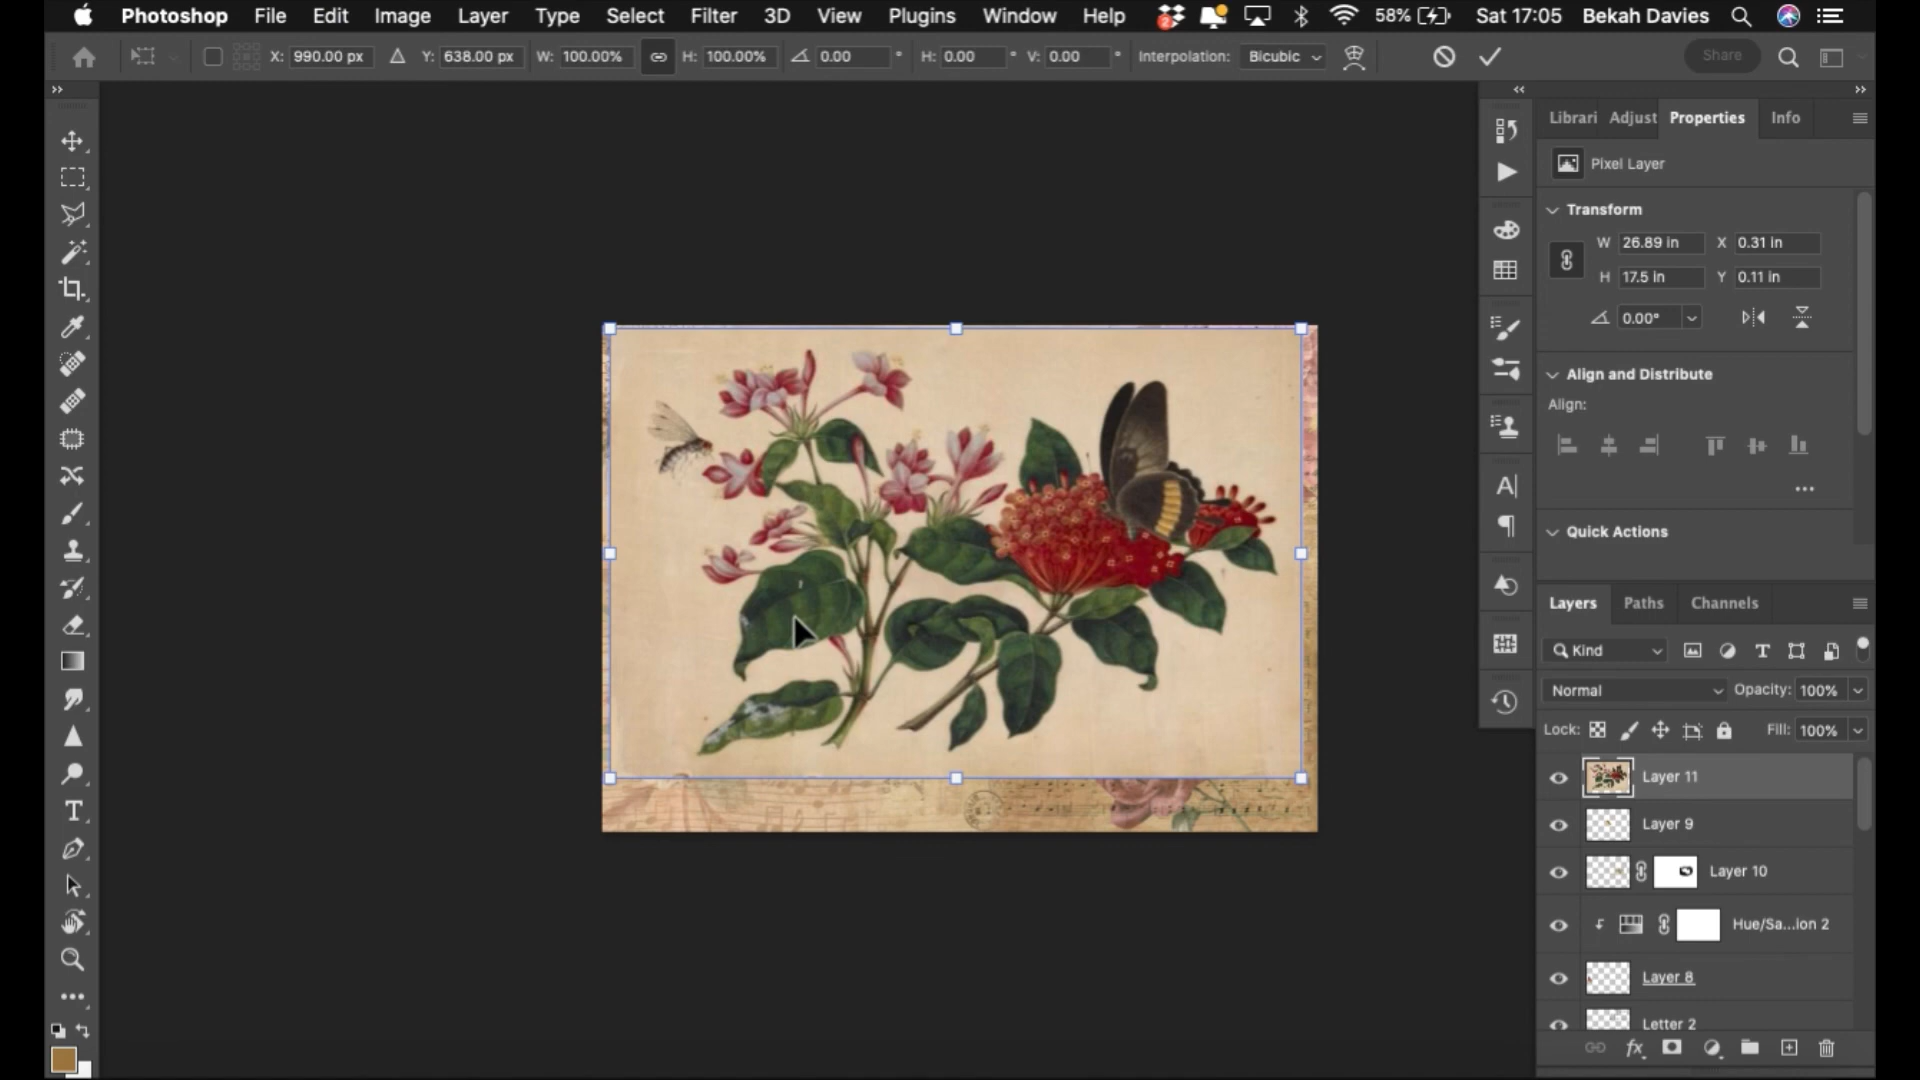 Photoshop File Edit Image Layer Type Select Filter 3D View Plugins Window Help 2 58% Sat 17:05 Bekah Davies
X: 990.00 px Y: 638.00 px W: 100.00% H: 100.00% 0.00 ° H: 0.00 ° V: 0.00 ° Interpolation: Bicubic Share
Librari Adjust Properties Info
Pixel Layer
Transform
W 26.89 in X 0.31 in
H 17.5 in Y 0.11 in
0.00°
Align and Distribute
Align:
Quick Actions
Layers Paths Channels
Kind
Normal Opacity: 100%
Lock: Fill: 100%
Layer 11
Layer 9
Layer 10
Hue/Sa...ion 2
Layer 8
Letter 2